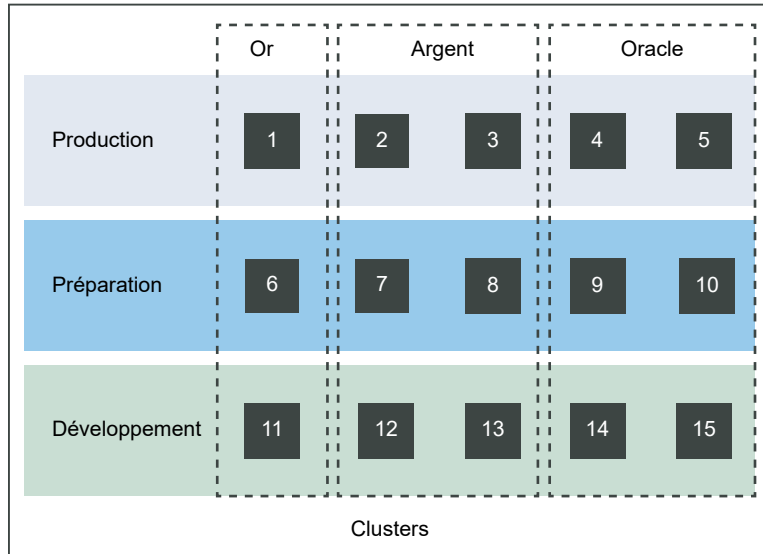 Or Argent Oracle
Production 1 2 3 4 5
Préparation 6 7 8 9 10
Développement 11 12 13 14 15
Clusters